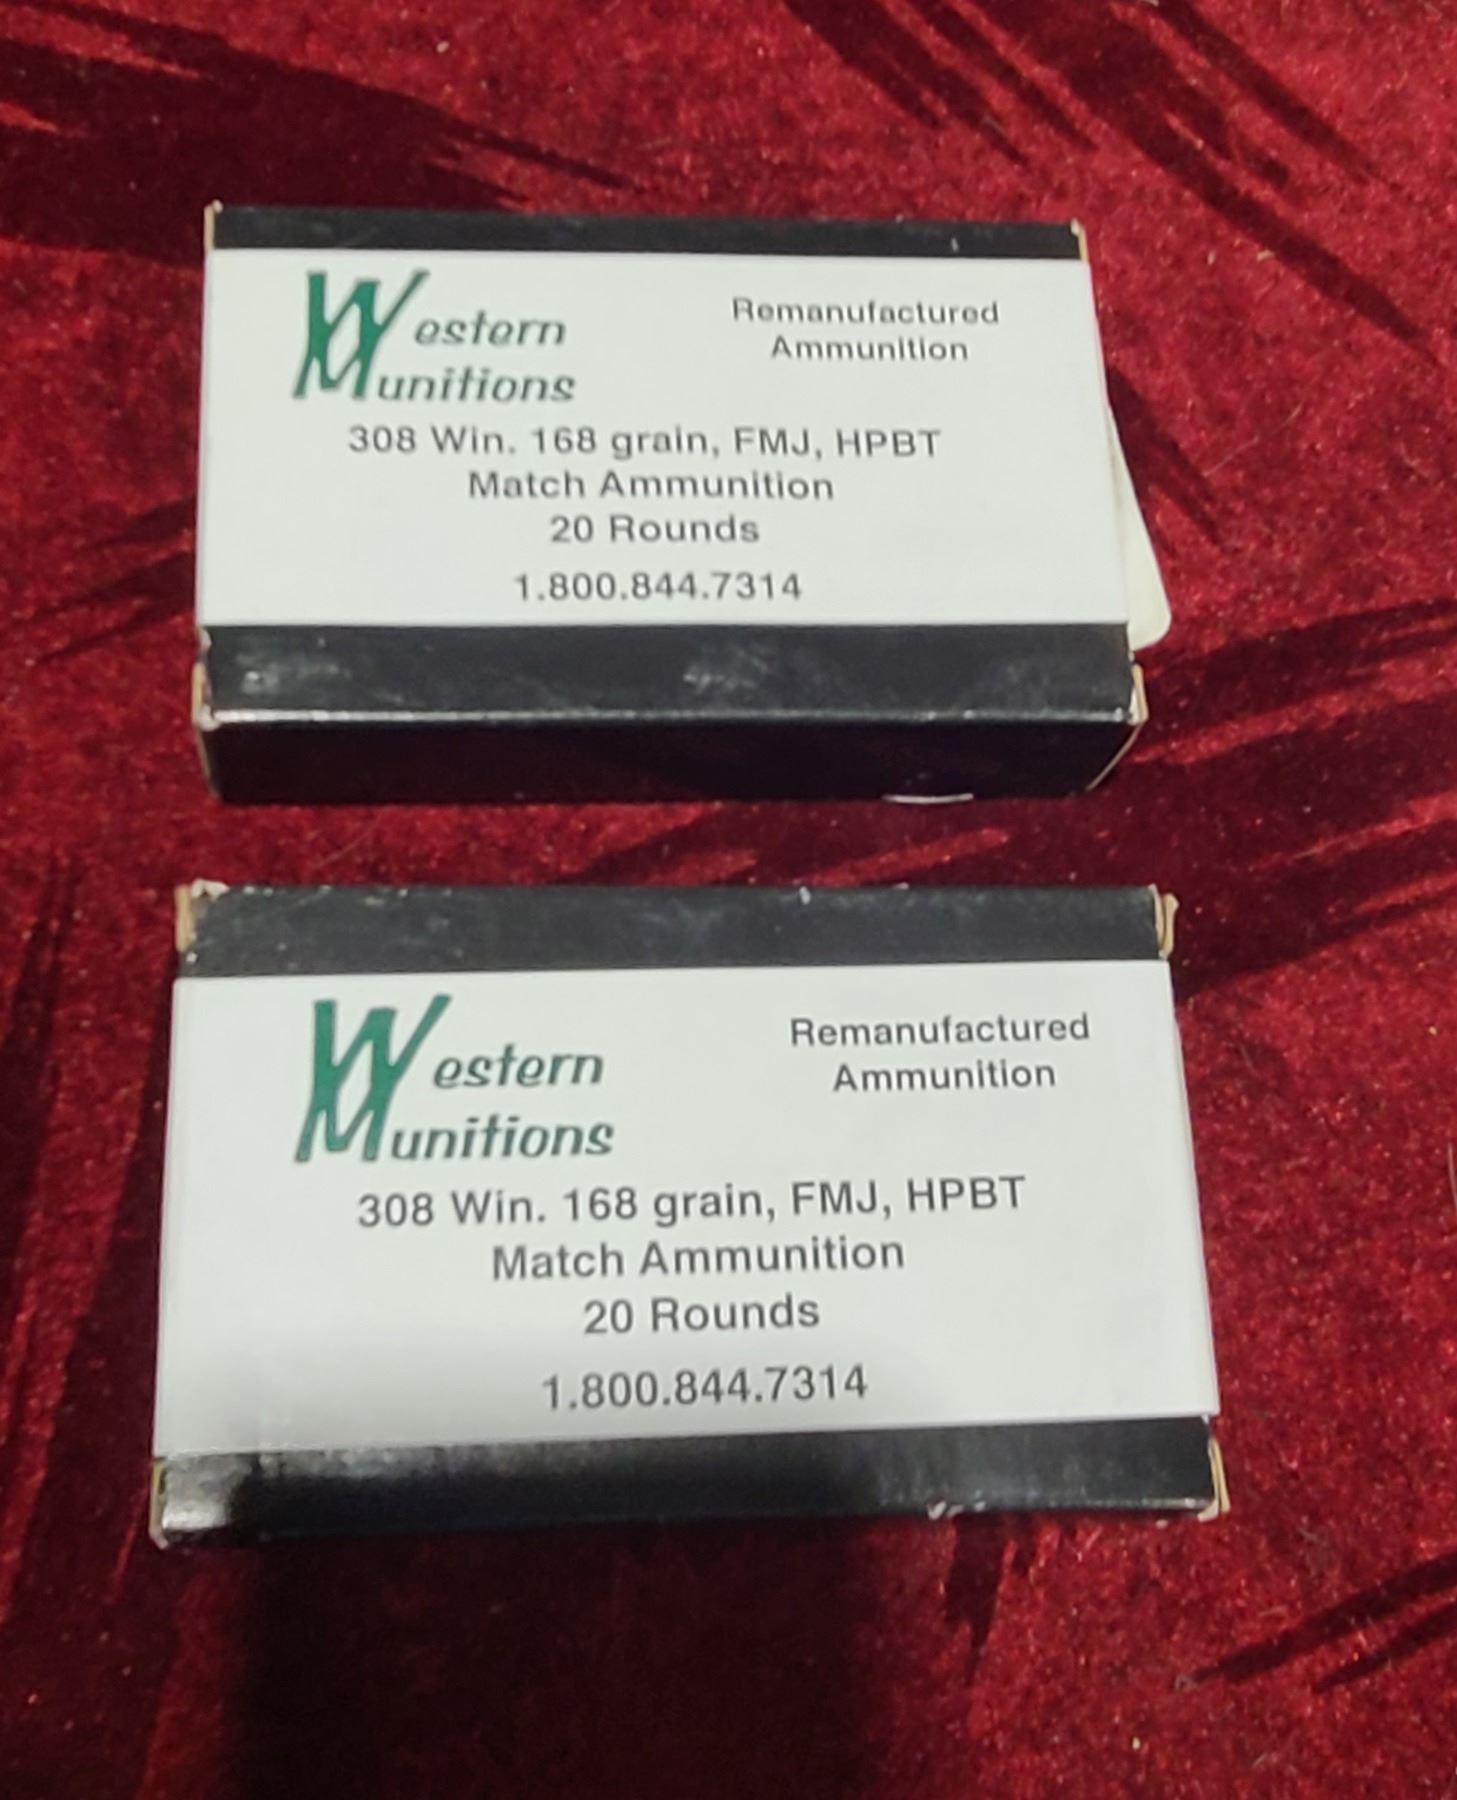 Western
Munitions
Remanufactured
Ammunition
308 Win. 168 grain, FMJ, HPBT
Match Ammunition
20 Rounds
1.800.844.7314
Western
Munitions
Remanufactured
Ammunition
308 Win. 168 grain, FMJ, HPBT
Match Ammunition
20 Rounds
1.800.844.7314